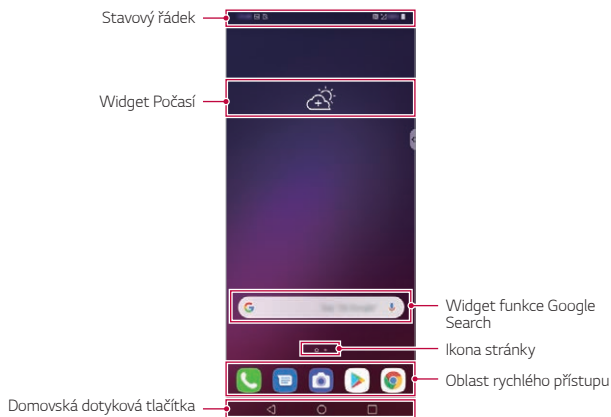 Stavový řádek
Widget Počasí
Widget funkce Google
Search
Ikona stránky
Oblast rychlého přístupu
Domovská dotyková tlačítka